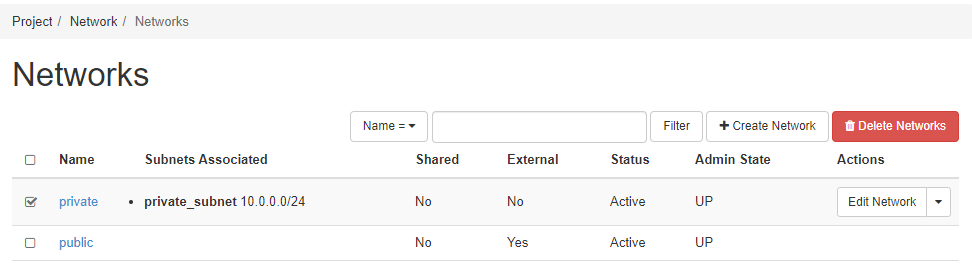 Project / Network / Networks
Networks
Name = Filter Create Network Delete Networks
Name Subnets Associated Shared External Status Admin State Actions
private • private_subnet 10.0.0.0/24 No No Active UP Edit Network
public No Yes Active UP